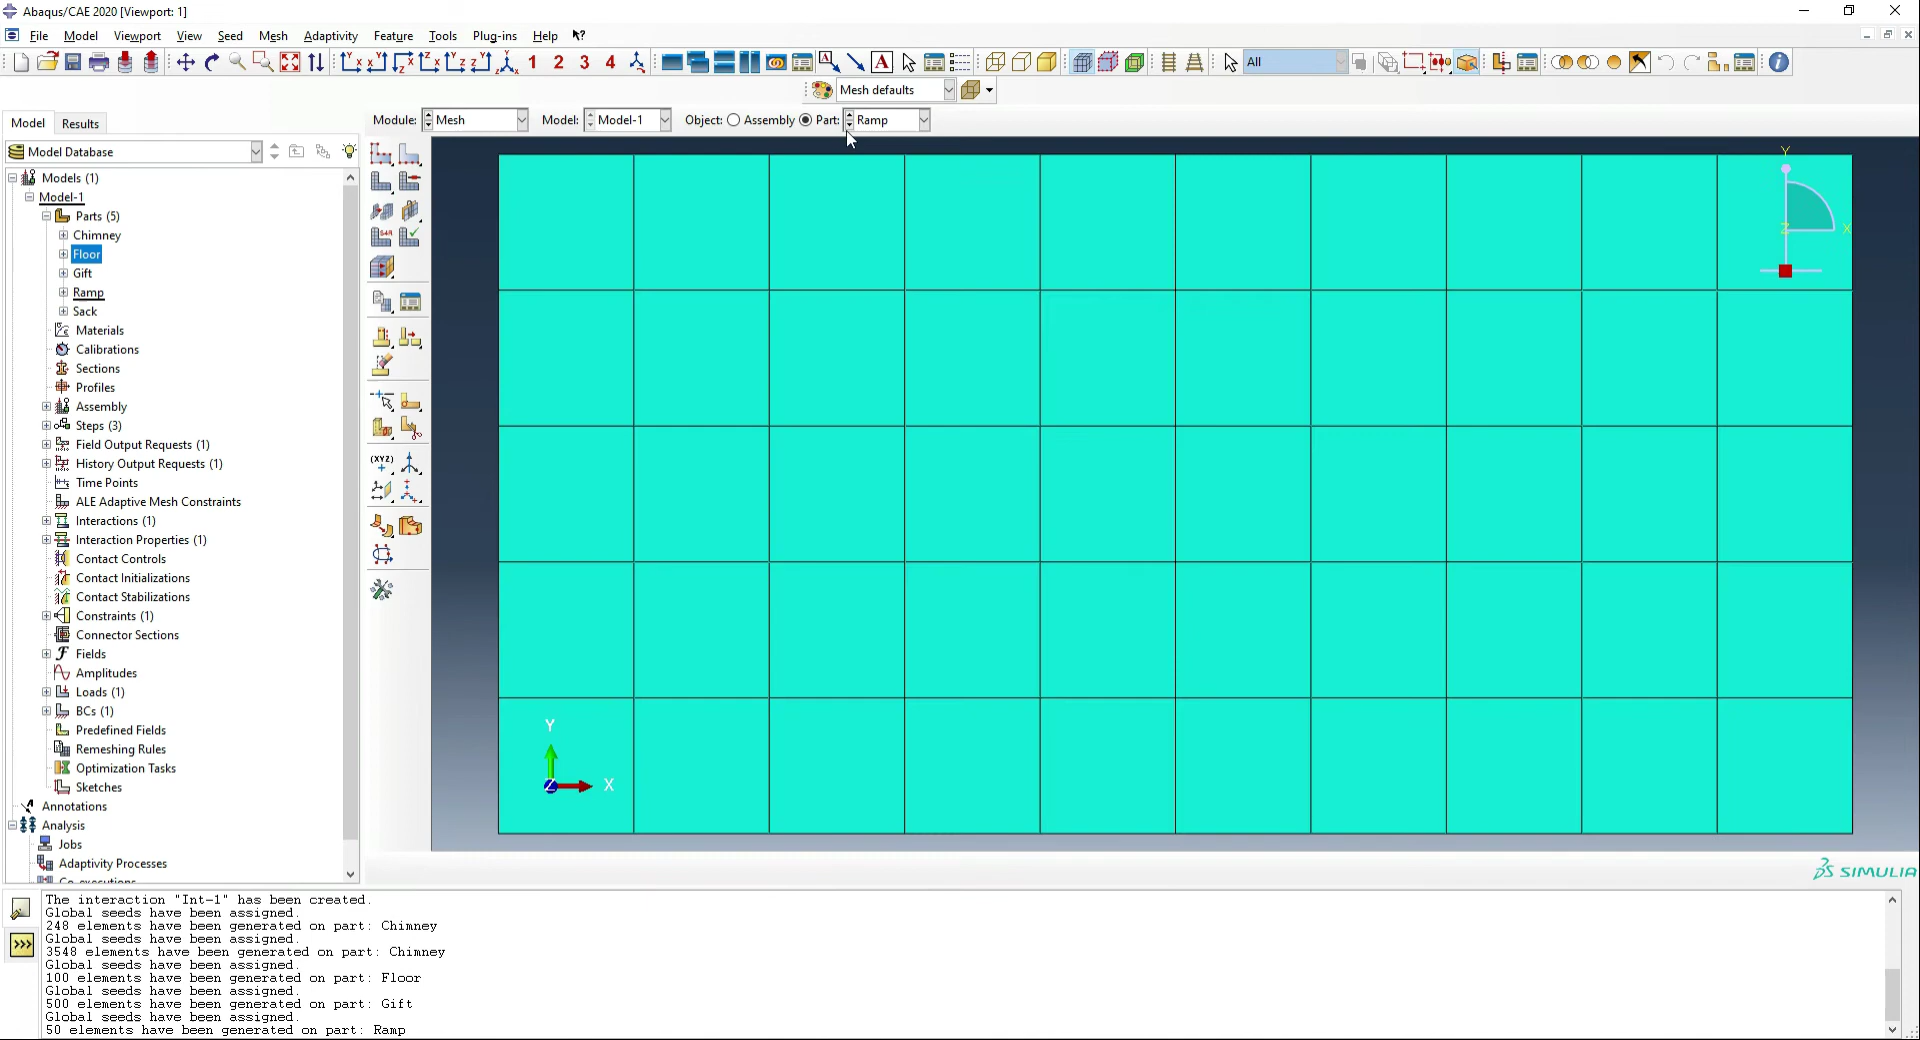 Abaqus/CAE 2020 [Viewport: 1]
File Model Viewport View Seed Mesh Adaptivity Feature Tools Plug-ins Help
1 2 3 4 A All
Mesh defaults
Model Results Module: Mesh Model: Model-1 Object: Assembly Part: Ramp
Model Database
Models (1)
Model-1
Parts (5)
Chimney
Floor
Gift
Ramp
Sack
Materials
Calibrations
Sections
Profiles
Assembly
Steps (3)
Field Output Requests (1)
History Output Requests (1)
Time Points
ALE Adaptive Mesh Constraints
Interactions (1)
Interaction Properties (1)
Contact Controls
Contact Initializations
Contact Stabilizations
Constraints (1)
Connector Sections
Fields
Amplitudes
Loads (1)
BCs (1)
Predefined Fields
Remeshing Rules
Optimization Tasks
Sketches
Annotations
Analysis
Jobs
Adaptivity Processes
Co-executions
(XYZ)
Y
Z X
Y
Z X
SIMULIA
The interaction "Int-1" has been created.
Global seeds have been assigned.
248 elements have been generated on part: Chimney
Global seeds have been assigned.
3548 elements have been generated on part: Chimney
Global seeds have been assigned.
100 elements have been generated on part: Floor
Global seeds have been assigned.
500 elements have been generated on part: Gift
Global seeds have been assigned.
50 elements have been generated on part: Ramp